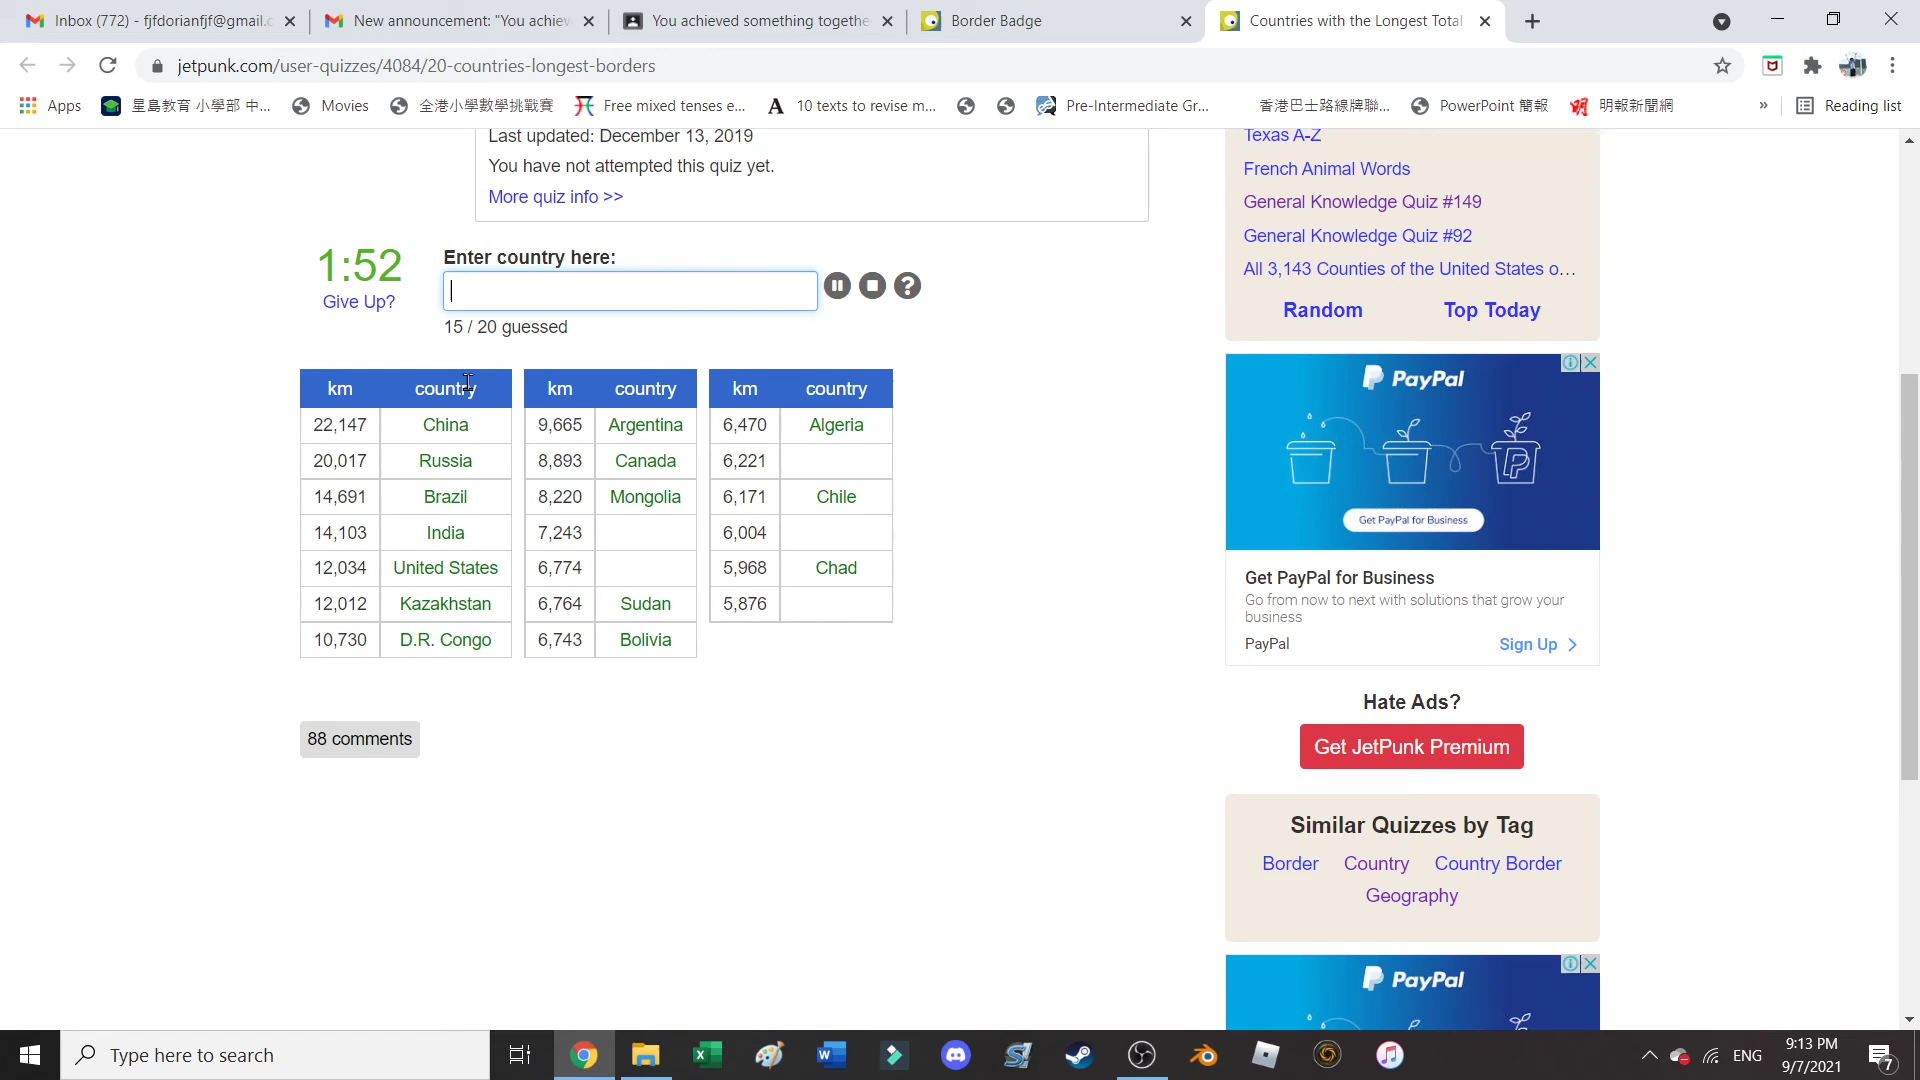 Inbox (772) - fjfdorianfjf@gmail.c
New announcement: "You achiev
You achieved something togethe
Border Badge
Countries with the Longest Total
jetpunk.com/user-quizzes/4084/20-countries-longest-borders
Apps
星島教育 小學部 中...
Movies
全港小學數學挑戰賽
Free mixed tenses e...
10 texts to revise m...
Pre-Intermediate Gr...
香港巴士路線牌聯...
PowerPoint 簡報
明報新聞網
»
Reading list
Last updated: December 13, 2019
You have not attempted this quiz yet.
More quiz info >>
1:52
Give Up?
Enter country here:
15 / 20 guessed
km country km country km country
22,147 China 9,665 Argentina 6,470 Algeria
20,017 Russia 8,893 Canada 6,221
14,691 Brazil 8,220 Mongolia 6,171 Chile
14,103 India 7,243 6,004
12,034 United States 6,774 5,968 Chad
12,012 Kazakhstan 6,764 Sudan 5,876
10,730 D.R. Congo 6,743 Bolivia
88 comments
Texas A-Z
French Animal Words
General Knowledge Quiz #149
General Knowledge Quiz #92
All 3,143 Counties of the United States o...
Random Top Today
PayPal
Get PayPal for Business
Get PayPal for Business
Go from now to next with solutions that grow your
business
PayPal
Sign Up
Hate Ads?
Get JetPunk Premium
Similar Quizzes by Tag
Border Country Country Border
Geography
PayPal
Type here to search
ENG
9:13 PM
9/7/2021
7